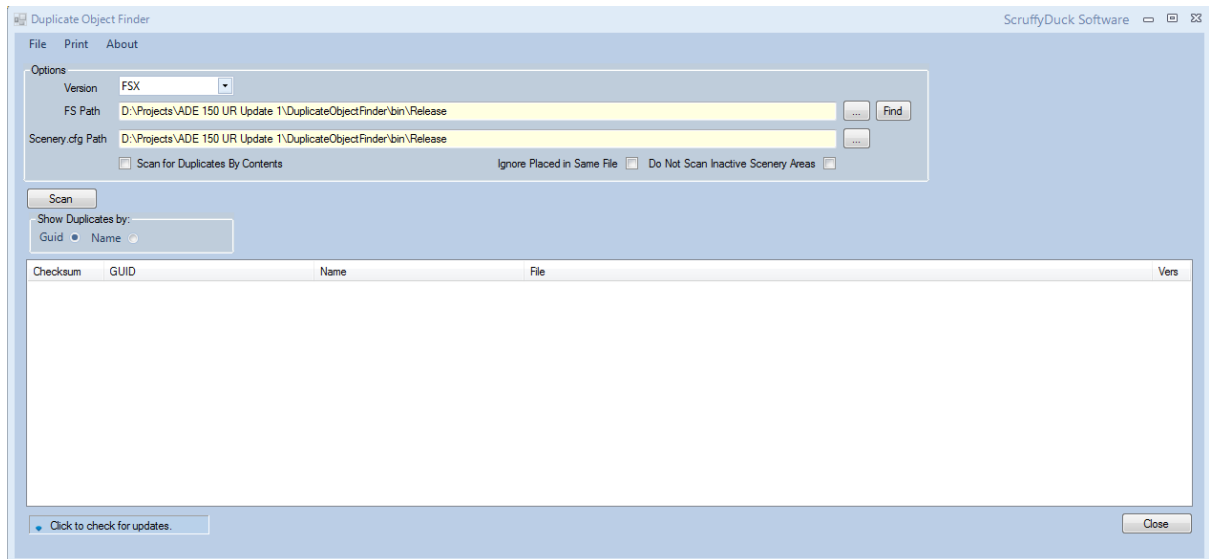 Duplicate Object Finder ScruffyDuck Software
File Print About
Options
Version FSX
FS Path D:\Projects\ADE 150 UR Update 1\DuplicateObjectFinder\bin\Release ... Find
Scenery.cfg Path D:\Projects\ADE 150 UR Update 1\DuplicateObjectFinder\bin\Release ...
Scan for Duplicates By Contents Ignore Placed in Same File Do Not Scan Inactive Scenery Areas
Scan
Show Duplicates by:
Guid Name
Checksum GUID Name File Vers
Click to check for updates. Close